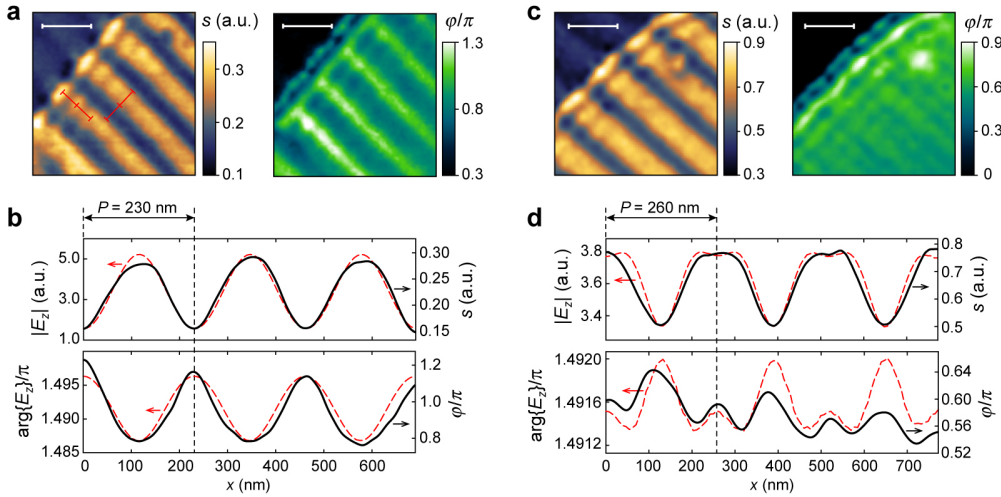 a
s (a.u.)
0.3
0.2
0.1
φ/π
1.3
0.8
0.3
c
s (a.u.)
0.9
0.7
0.5
0.3
φ/π
0.9
0.6
0.3
0
b
P = 230 nm
|E_z| (a.u.)
5.0
3.0
1.0
0.30
0.25
0.20
0.15
s (a.u.)
arg{E_z}/π
1.495
1.490
1.485
1.2
1.0
0.8
φ/π
0
100
200
300
400
500
600
x (nm)
d
P = 260 nm
|E_z| (a.u.)
3.8
3.6
3.4
0.8
0.7
0.6
0.5
s (a.u.)
arg{E_z}/π
1.4920
1.4916
1.4912
0.64
0.60
0.56
0.52
φ/π
0
100
200
300
400
500
600
700
x (nm)